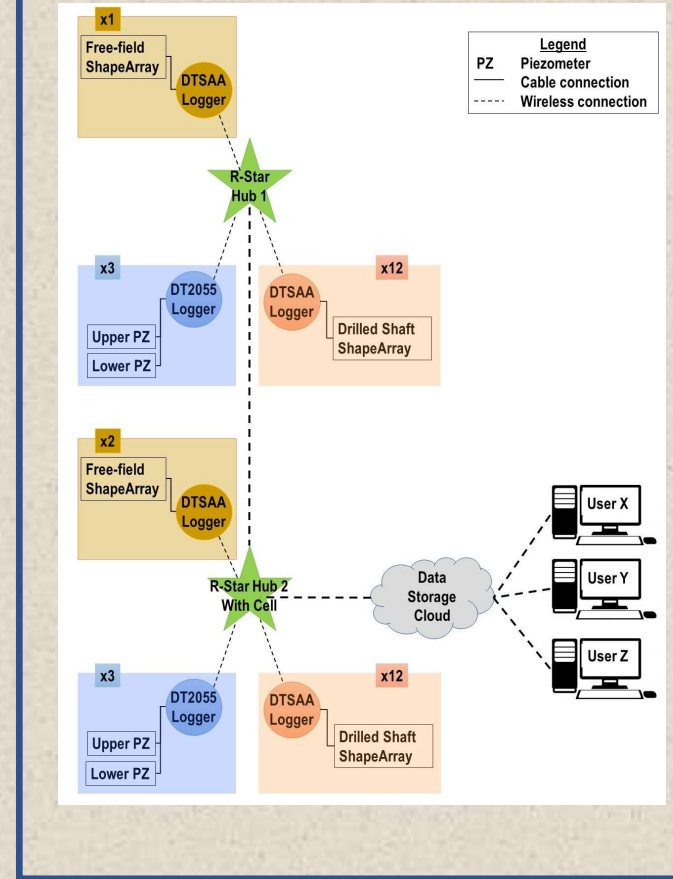 x1
Free-field
ShapeArray
DTSAA
Logger
Legend
PZ Piezometer
Cable connection
Wireless connection
R-Star
Hub 1
x3
DT2055
Logger
Upper PZ
Lower PZ
x12
DTSAA
Logger
Drilled Shaft
ShapeArray
x2
Free-field
ShapeArray
DTSAA
Logger
R-Star Hub 2
With Cell
Data
Storage
Cloud
User X
User Y
User Z
x3
DT2055
Logger
Upper PZ
Lower PZ
x12
DTSAA
Logger
Drilled Shaft
ShapeArray